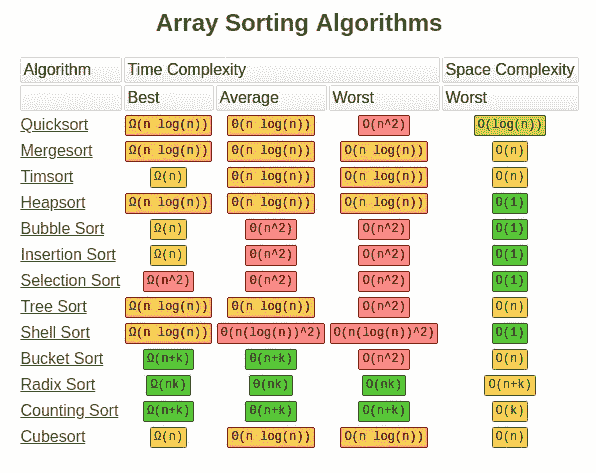 Array Sorting Algorithms
Algorithm Time Complexity Space Complexity
Best Average Worst Worst
Quicksort Ω(n log(n)) Θ(n log(n)) O(n^2) O(log(n))
Mergesort Ω(n log(n)) Θ(n log(n)) O(n log(n)) O(n)
Timsort Ω(n) Θ(n log(n)) O(n log(n)) O(n)
Heapsort Ω(n log(n)) Θ(n log(n)) O(n log(n)) O(1)
Bubble Sort Ω(n) Θ(n^2) O(n^2) O(1)
Insertion Sort Ω(n) Θ(n^2) O(n^2) O(1)
Selection Sort Ω(n^2) Θ(n^2) O(n^2) O(1)
Tree Sort Ω(n log(n)) Θ(n log(n)) O(n^2) O(n)
Shell Sort Ω(n log(n)) Θ(n(log(n))^2) O(n(log(n))^2) O(1)
Bucket Sort Ω(n+k) Θ(n+k) O(n^2) O(n)
Radix Sort Ω(nk) Θ(nk) O(nk) O(n+k)
Counting Sort Ω(n+k) Θ(n+k) O(n+k) O(k)
Cubesort Ω(n) Θ(n log(n)) O(n log(n)) O(n)